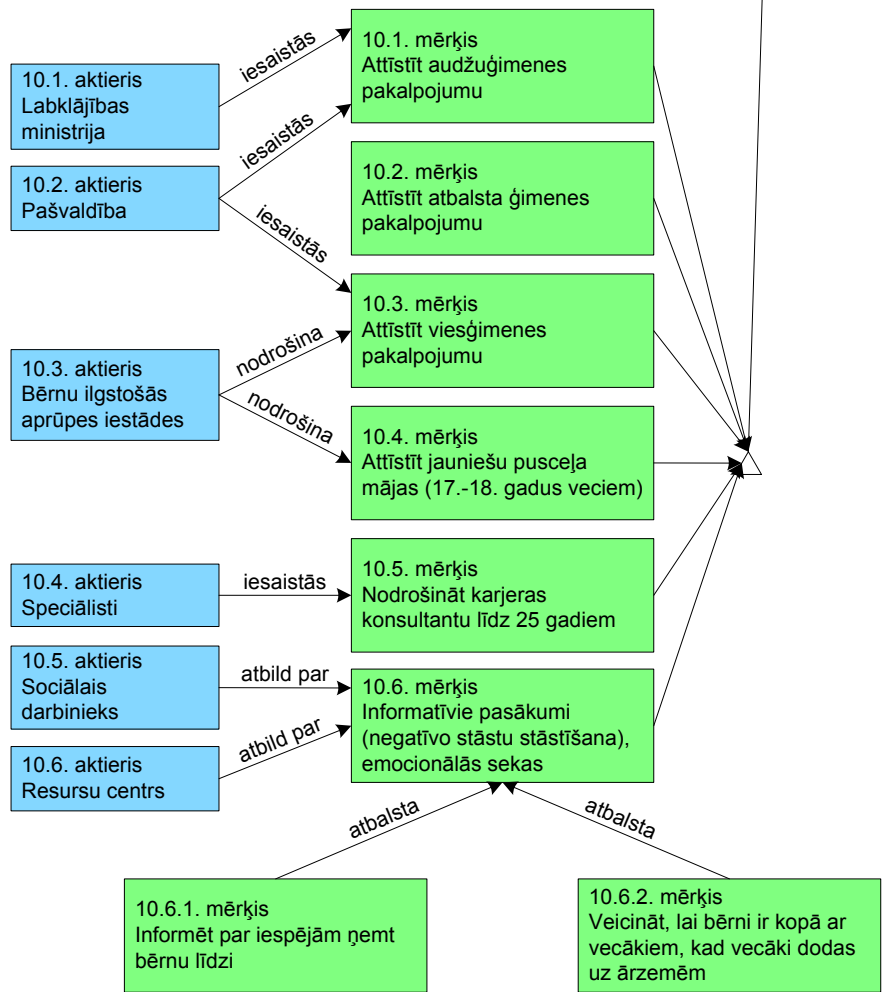 10.1. mērķis
Attīstīt audžuģimenes
pakalpojumu
iesaistās
10.1. aktieris
Labklājības
ministrija
iesaistās
10.2. aktieris
Pašvaldība
10.2. mērķis
Attīstīt atbalsta ģimenes
pakalpojumu
iesaistās
10.3. mērķis
Attīstīt viesģimenes
pakalpojumu
nodrošina
10.3. aktieris
Bērnu ilgstošās
aprūpes iestādes
nodrošina
10.4. mērķis
Attīstīt jauniešu pusceļa
mājas (17.-18. gadus veciem)
10.4. aktieris
Speciālisti
iesaistās
10.5. mērķis
Nodrošināt karjeras
konsultantu līdz 25 gadiem
10.5. aktieris
Sociālais
darbinieks
atbild par
10.6. mērķis
Informatīvie pasākumi
(negatīvo stāstu stāstīšana),
emocionālās sekas
atbild par
10.6. aktieris
Resursu centrs
atbalsta
atbalsta
10.6.1. mērķis
Informēt par iespējām ņemt
bērnu līdzi
10.6.2. mērķis
Veicināt, lai bērni ir kopā ar
vecākiem, kad vecāki dodas
uz ārzemēm